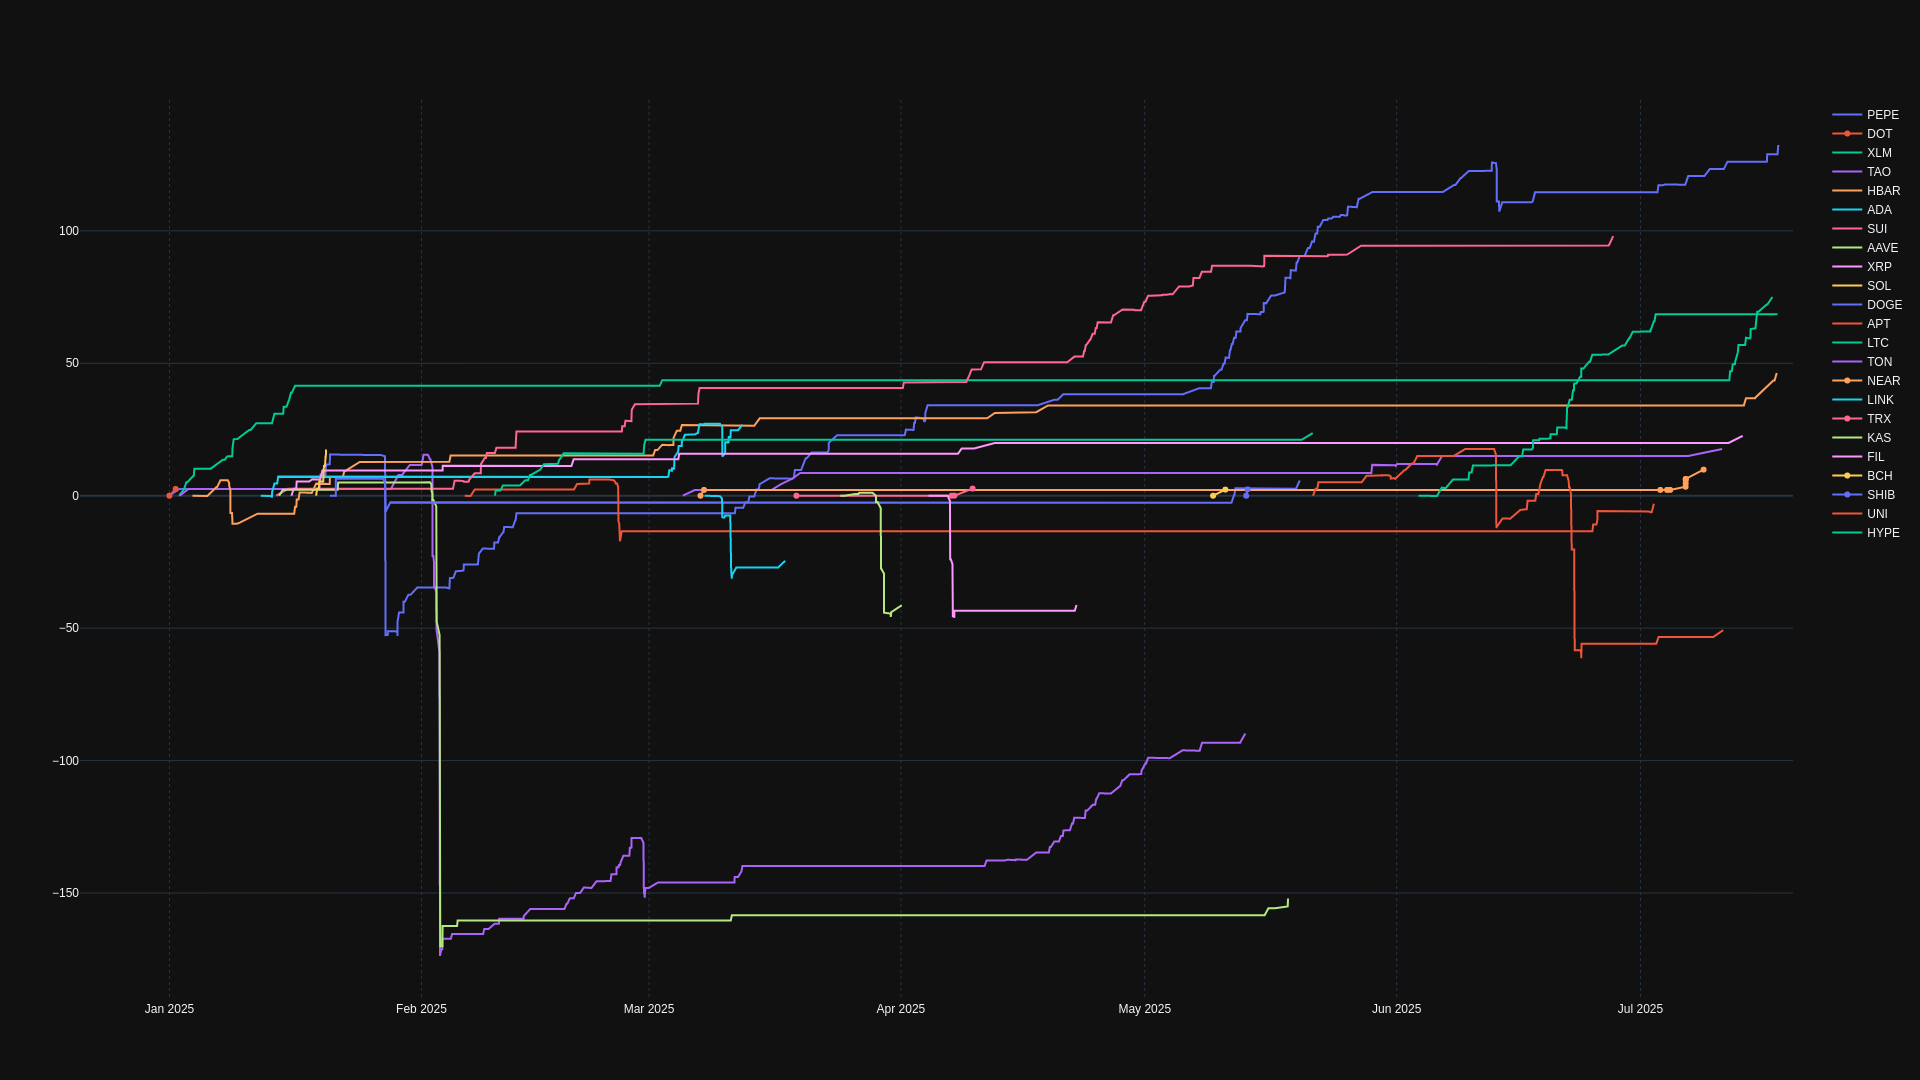 100
50
0
−50
−100
−150
Jan 2025
Feb 2025
Mar 2025
Apr 2025
May 2025
Jun 2025
Jul 2025
PEPE
DOT
XLM
TAO
HBAR
ADA
SUI
AAVE
XRP
SOL
DOGE
APT
LTC
TON
NEAR
LINK
TRX
KAS
FIL
BCH
SHIB
UNI
HYPE